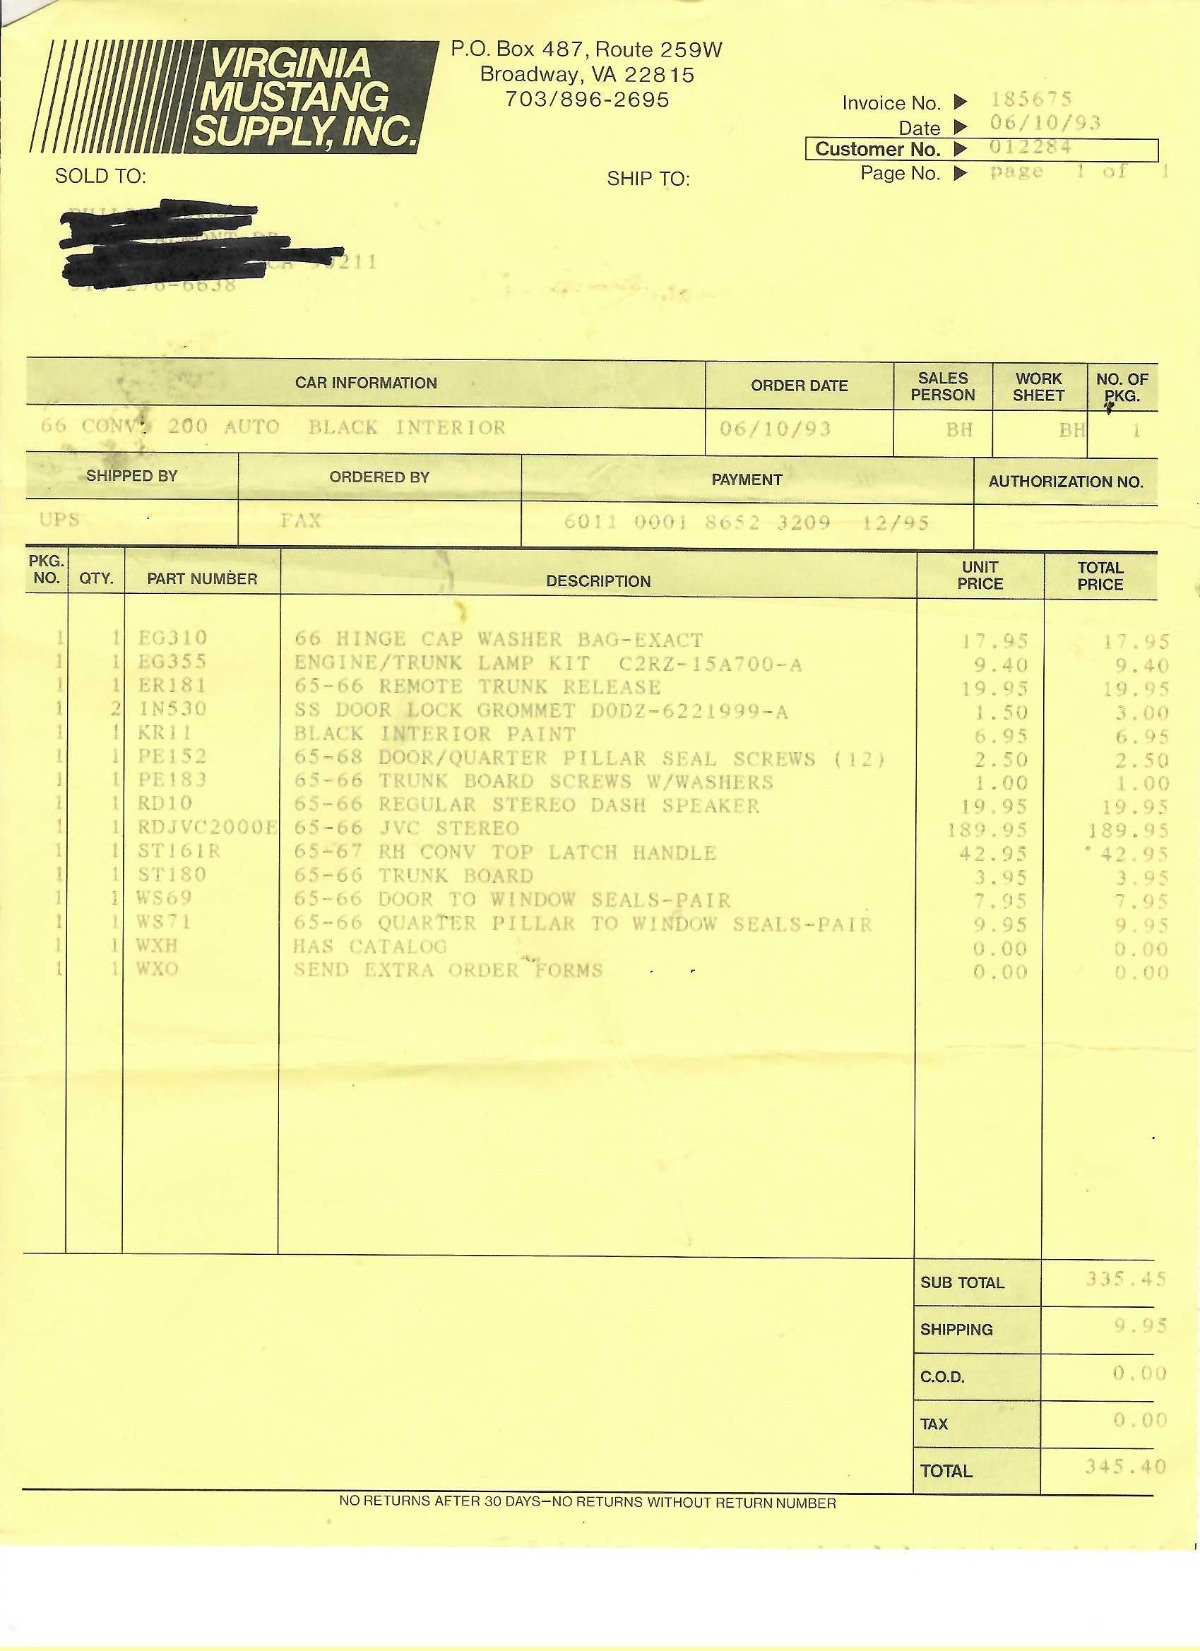 VIRGINIA
MUSTANG
SUPPLY, INC.
P.O. Box 487, Route 259W
Broadway, VA 22815
703/896-2695
Invoice No. ▶ 185675
Date ▶ 06/10/93
Customer No. ▶ 012284
Page No. ▶ page 1 of 1
SOLD TO:
SHIP TO:
CAR INFORMATION ORDER DATE SALES PERSON WORK SHEET NO. OF PKG.
66 CONV 200 AUTO BLACK INTERIOR 06/10/93 BH BH 1
SHIPPED BY ORDERED BY PAYMENT AUTHORIZATION NO.
UPS FAX 6011 0001 8652 3209 12/95
PKG. NO. QTY. PART NUMBER DESCRIPTION UNIT PRICE TOTAL PRICE
1 1 EG310 66 HINGE CAP WASHER BAG-EXACT 17.95 17.95
1 1 EG355 ENGINE/TRUNK LAMP KIT C2RZ-15A700-A 9.40 9.40
1 1 ER181 65-66 REMOTE TRUNK RELEASE 19.95 19.95
1 2 IN530 SS DOOR LOCK GROMMET D0DZ-6221999-A 1.50 3.00
1 1 KR11 BLACK INTERIOR PAINT 6.95 6.95
1 1 PE152 65-68 DOOR/QUARTER PILLAR SEAL SCREWS (12) 2.50 2.50
1 1 PE183 65-66 TRUNK BOARD SCREWS W/WASHERS 1.00 1.00
1 1 RD10 65-66 REGULAR STEREO DASH SPEAKER 19.95 19.95
1 1 RDJVC2000E 65-66 JVC STEREO 189.95 189.95
1 1 ST161R 65-67 RH CONV TOP LATCH HANDLE 42.95 42.95
1 1 ST180 65-66 TRUNK BOARD 3.95 3.95
1 1 WS69 65-66 DOOR TO WINDOW SEALS-PAIR 7.95 7.95
1 1 WS71 65-66 QUARTER PILLAR TO WINDOW SEALS-PAIR 9.95 9.95
1 1 WXH HAS CATALOG 0.00 0.00
1 1 WXO SEND EXTRA ORDER FORMS 0.00 0.00
SUB TOTAL 335.45
SHIPPING 9.95
C.O.D. 0.00
TAX 0.00
TOTAL 345.40
NO RETURNS AFTER 30 DAYS—NO RETURNS WITHOUT RETURN NUMBER